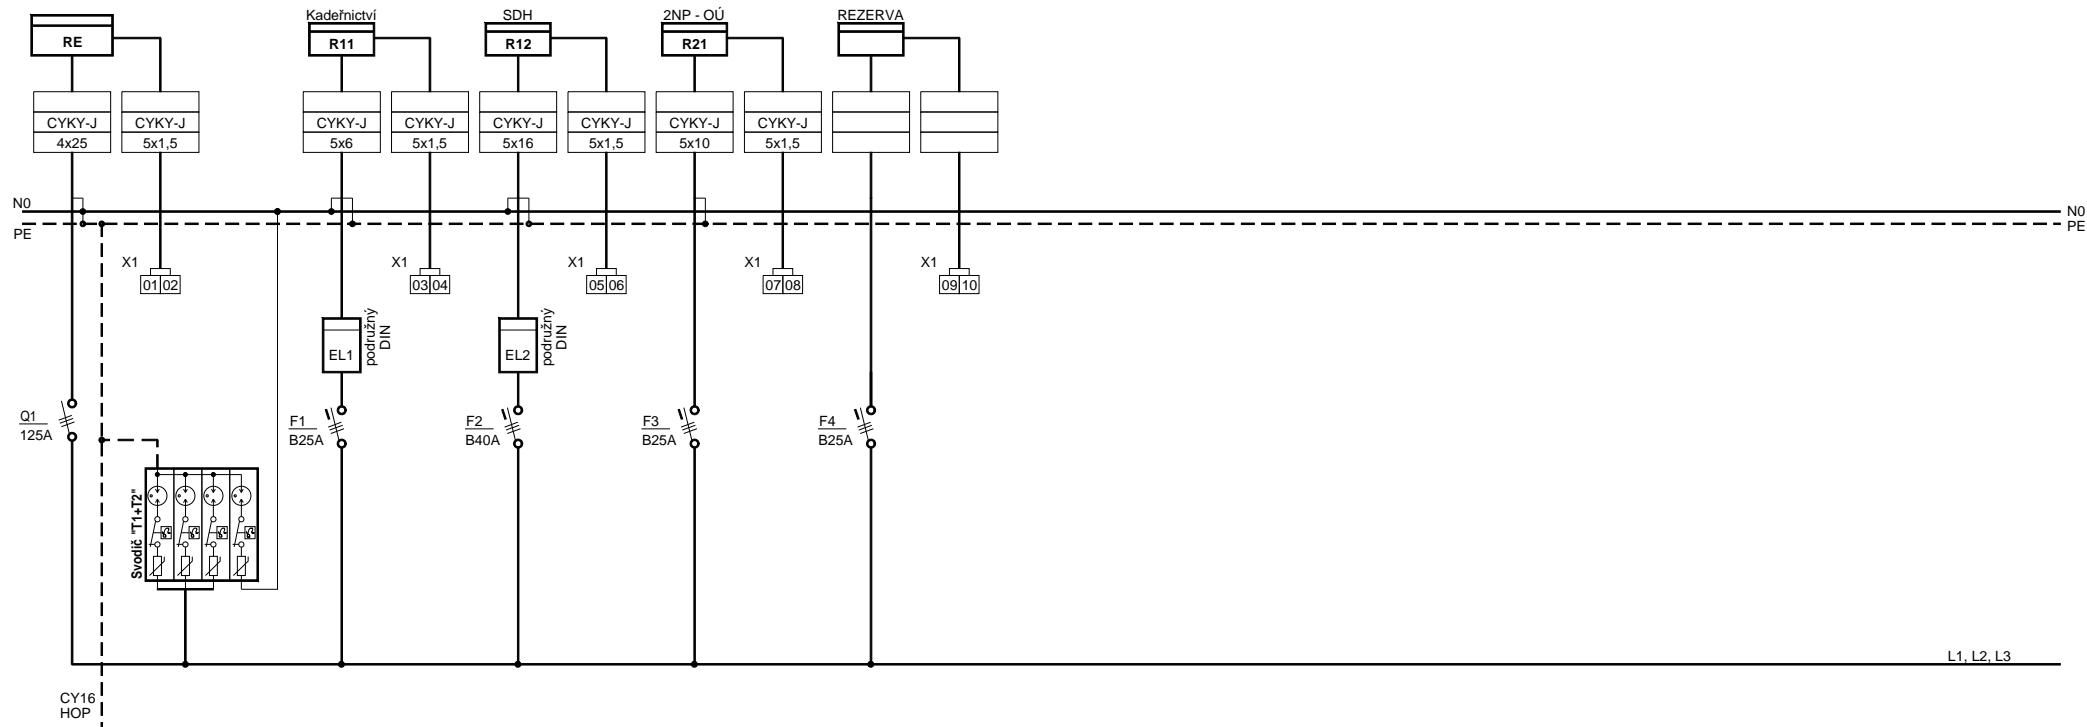 Kadeřnictví SDH 2NP - OÚ REZERVA
RE R11 R12 R21
CYKY-J CYKY-J CYKY-J CYKY-J CYKY-J CYKY-J CYKY-J CYKY-J
4x25 5x1,5 5x6 5x1,5 5x16 5x1,5 5x10 5x1,5
N0 N0
PE PE
X1 X1 X1 X1 X1
01 02 03 04 05 06 07 08 09 10
EL1 podružný
DIN
EL2 podružný
DIN
Q1
125A
F1
B25A
F2
B40A
F3
B25A
F4
B25A
Svodič "T1+T2"
L1, L2, L3
CY16
HOP